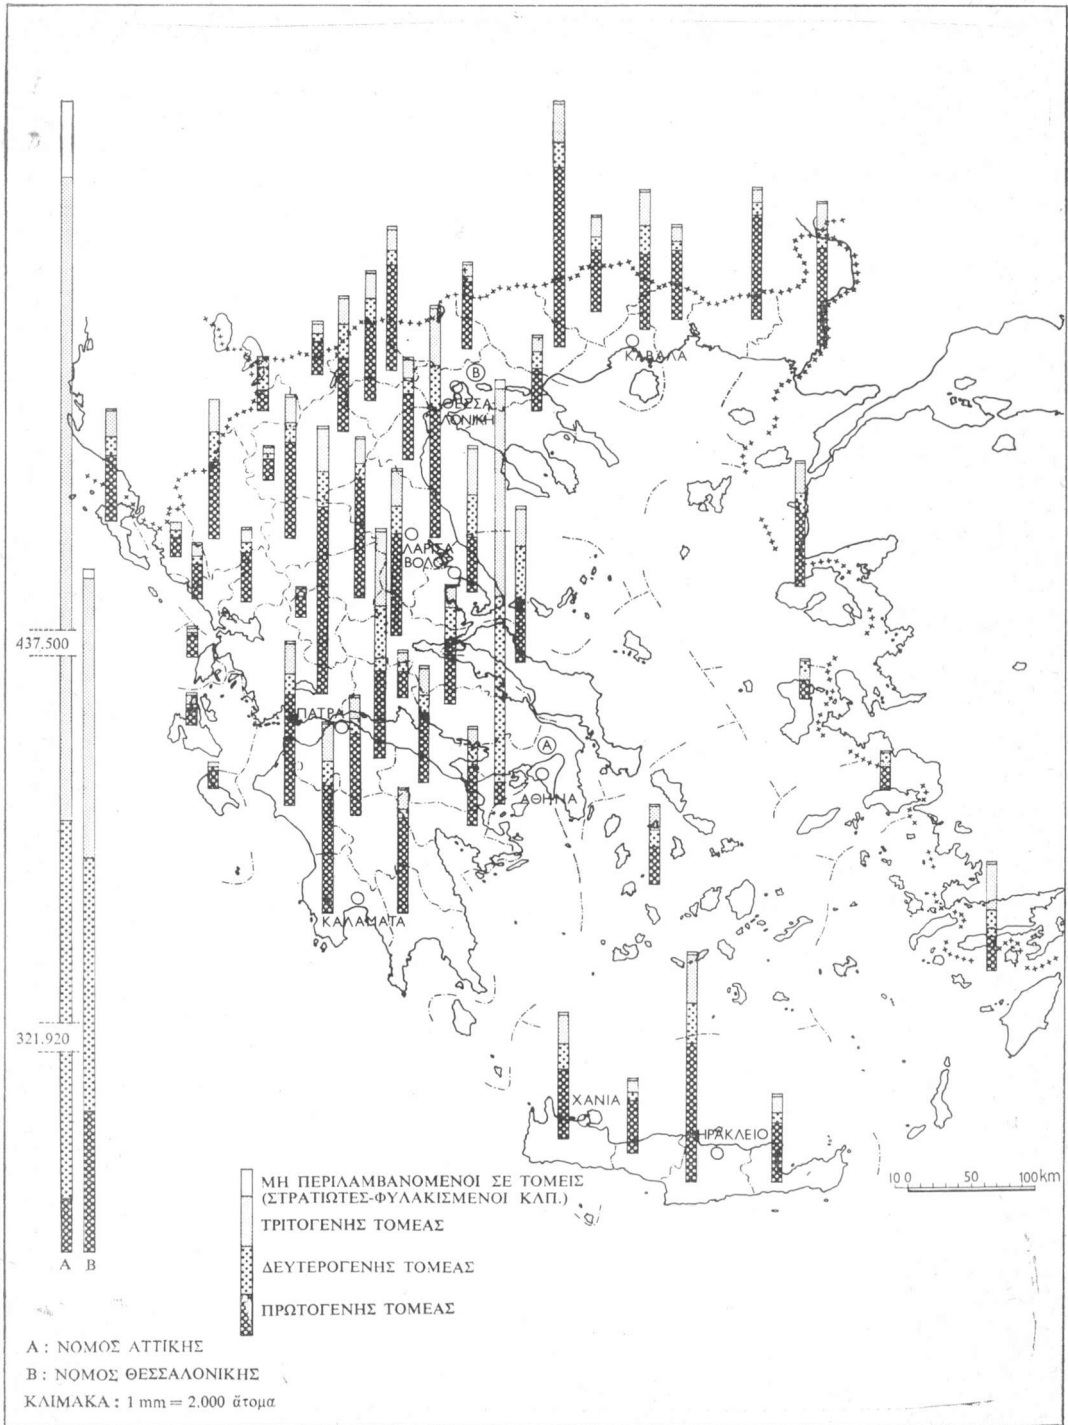 Β
ΚΑΒΑΛΑ
ΘΕΣΣΑ
ΛΟΝΙΚΗ
ΛΑΡΙΣΑ
ΒΟΛΟΣ
437.500
ΠΑΤΡΑ
Α
ΑΘΗΝΑ
ΚΑΛΑΜΑΤΑ
321.920
ΧΑΝΙΑ
ΗΡΑΚΛΕΙΟ
10 0 50 100km
ΜΗ ΠΕΡΙΛΑΜΒΑΝΟΜΕΝΟΙ ΣΕ ΤΟΜΕΙΣ
(ΣΤΡΑΤΙΩΤΕΣ-ΦΥΛΑΚΙΣΜΕΝΟΙ ΚΛΠ.)
ΤΡΙΤΟΓΕΝΗΣ ΤΟΜΕΑΣ
ΔΕΥΤΕΡΟΓΕΝΗΣ ΤΟΜΕΑΣ
ΠΡΩΤΟΓΕΝΗΣ ΤΟΜΕΑΣ
Α Β
Α : ΝΟΜΟΣ ΑΤΤΙΚΗΣ
Β : ΝΟΜΟΣ ΘΕΣΣΑΛΟΝΙΚΗΣ
ΚΛΙΜΑΚΑ : 1 mm = 2.000 ἄτομα